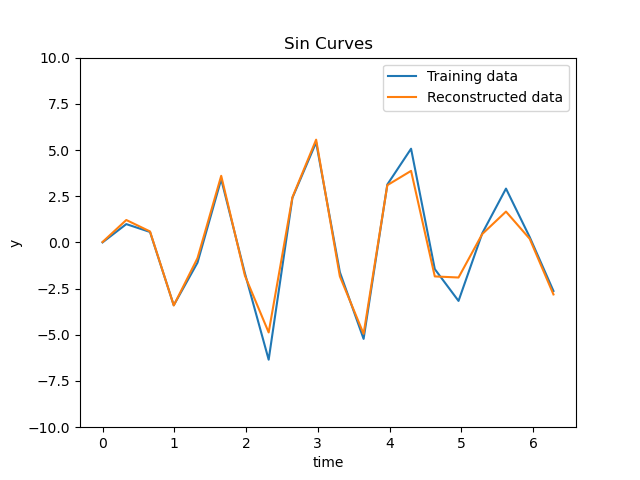 Sin Curves
10.0
7.5
5.0
2.5
0.0
−2.5
−5.0
−7.5
−10.0
y
Training data
Reconstructed data
0 1 2 3 4 5 6
time